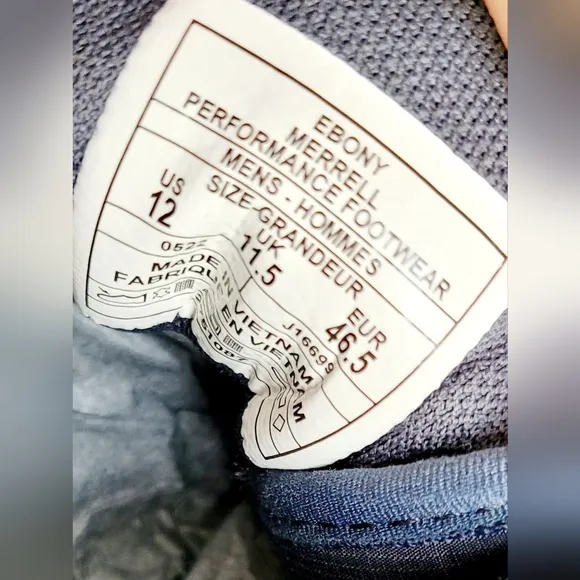 EBONY
MERRELL
PERFORMANCE FOOTWEAR
MENS - HOMMES
SIZE-GRANDEUR
US UK EUR
12 11.5 46.5
0522 J16699
MADE IN VIETNAM
EN VIETNAM